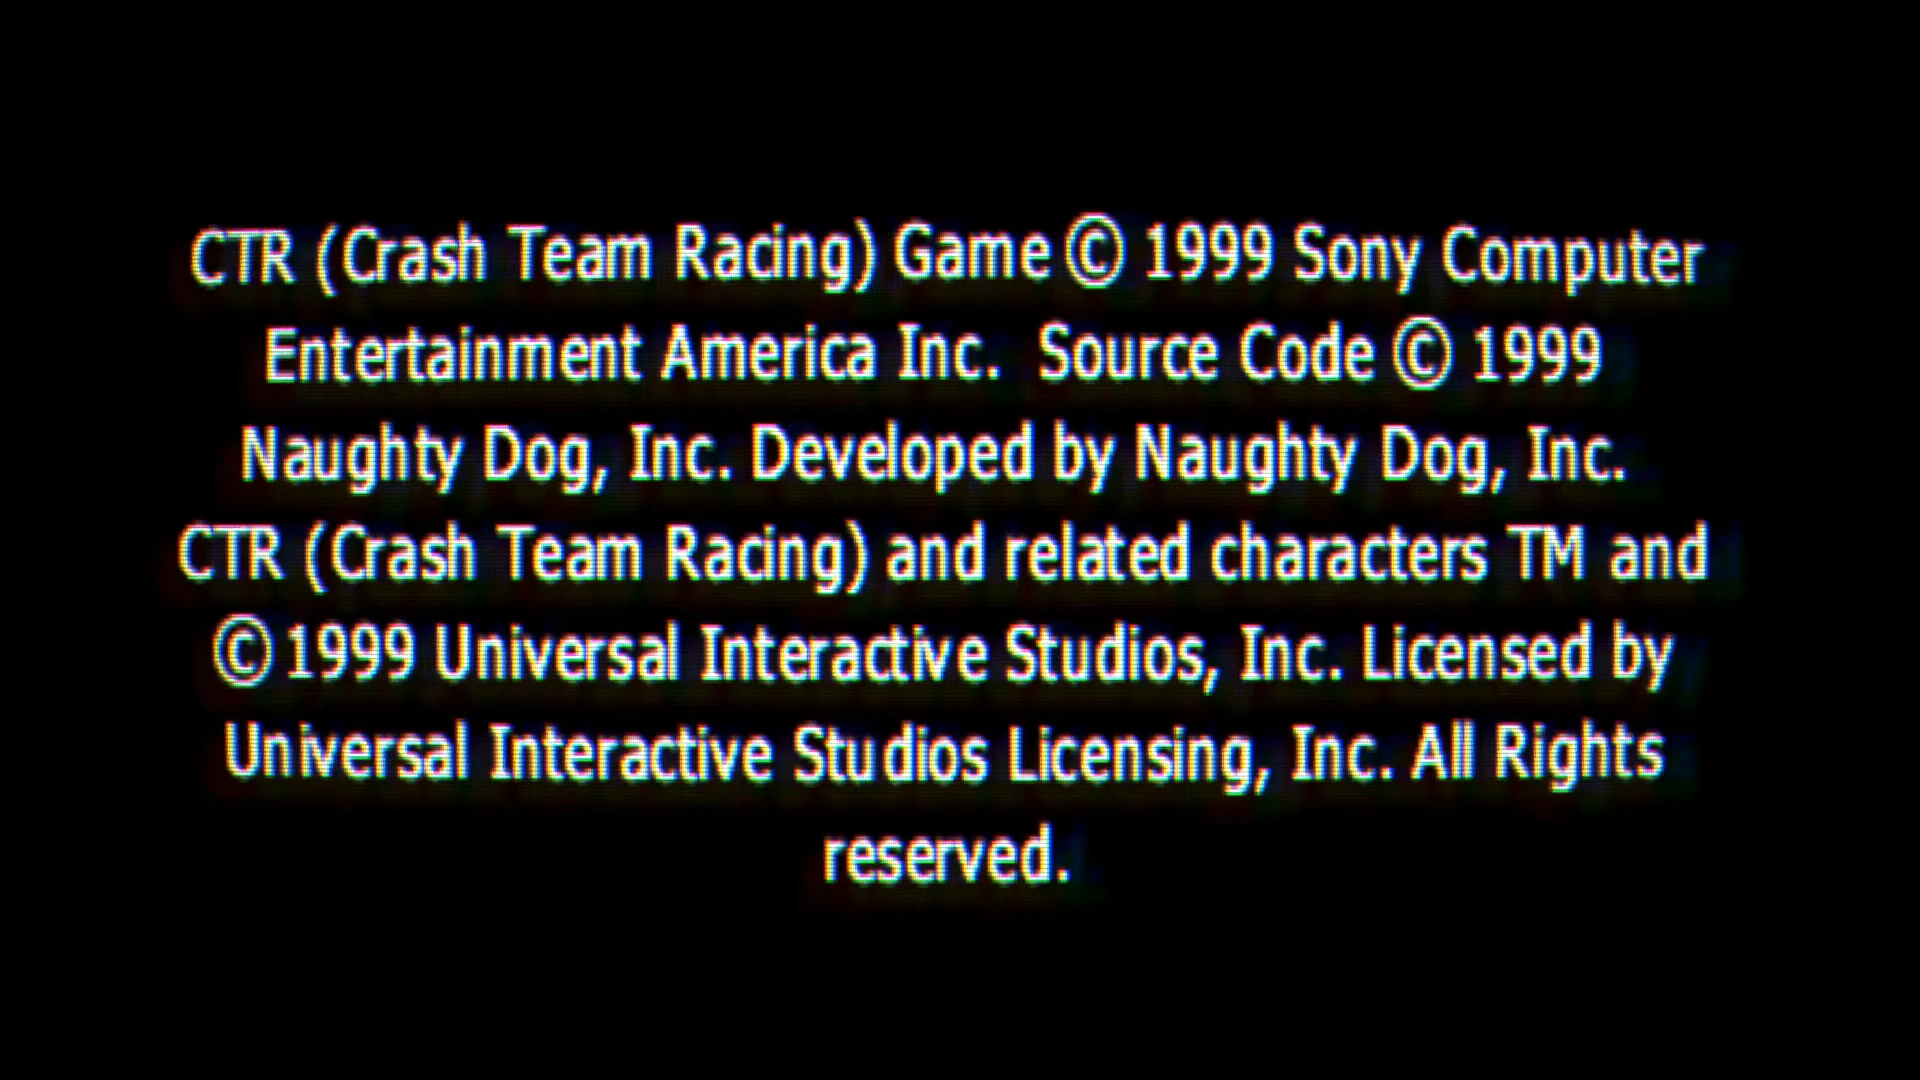 CTR (Crash Team Racing) Game © 1999 Sony Computer
Entertainment America Inc.  Source Code © 1999
Naughty Dog, Inc. Developed by Naughty Dog, Inc.
CTR (Crash Team Racing) and related characters TM and
© 1999 Universal Interactive Studios, Inc. Licensed by
Universal Interactive Studios Licensing, Inc. All Rights
reserved.